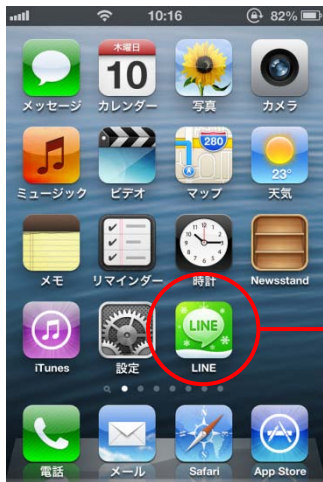 10:16 82%
木曜日
10
メッセージ カレンダー 写真 カメラ
280
23°
ミュージック ビデオ マップ 天気
メモ リマインダー 時計 Newsstand
LINE
iTunes 設定 LINE
電話 メール Safari App Store